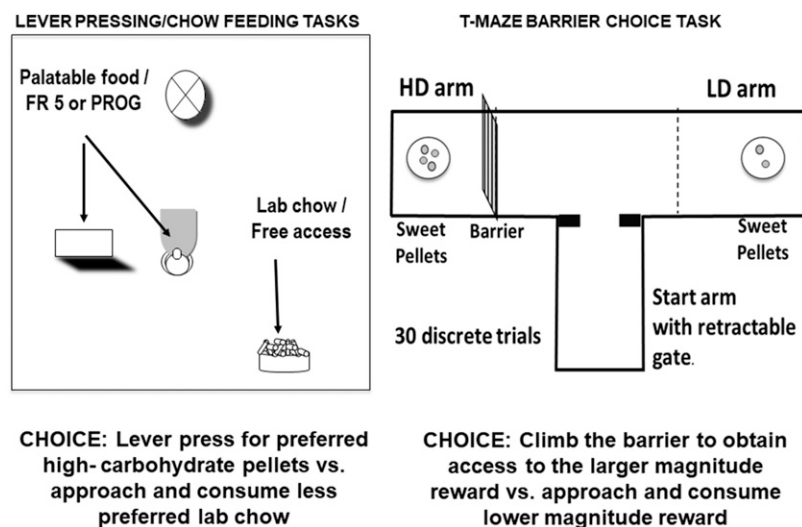 LEVER PRESSING/CHOW FEEDING TASKS
Palatable food /
FR 5 or PROG
Lab chow /
Free access
CHOICE: Lever press for preferred
high- carbohydrate pellets vs.
approach and consume less
preferred lab chow
T-MAZE BARRIER CHOICE TASK
HD arm
LD arm
Sweet
Pellets
Barrier
Sweet
Pellets
30 discrete trials
Start arm
with retractable
gate.
CHOICE: Climb the barrier to obtain
access to the larger magnitude
reward vs. approach and consume
lower magnitude reward